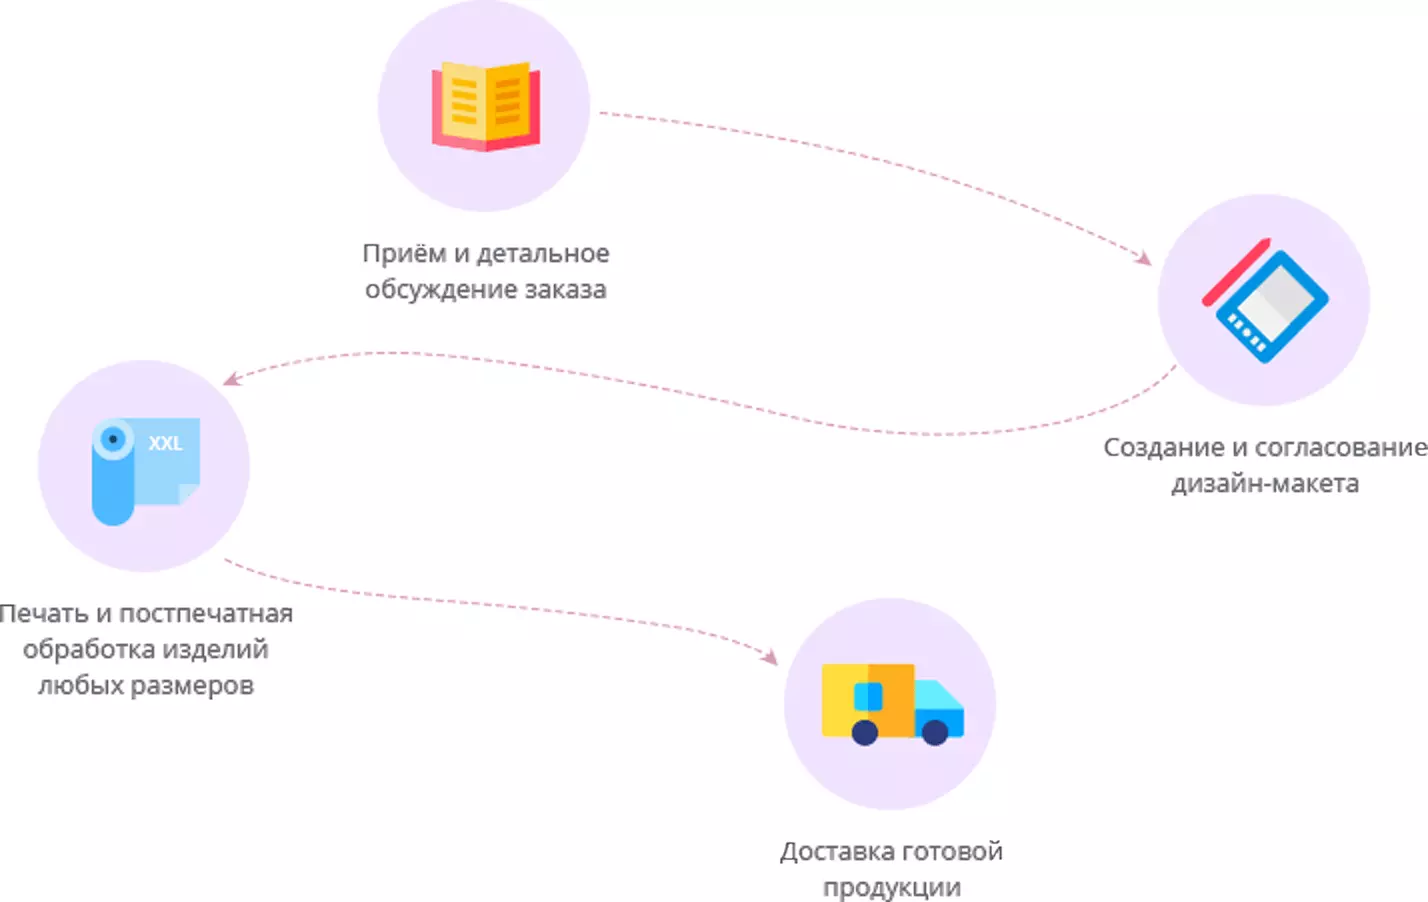 Приём и детальное
обсуждение заказа
Создание и согласование
дизайн-макета
XXL
Печать и постпечатная
обработка изделий
любых размеров
Доставка готовой
продукции